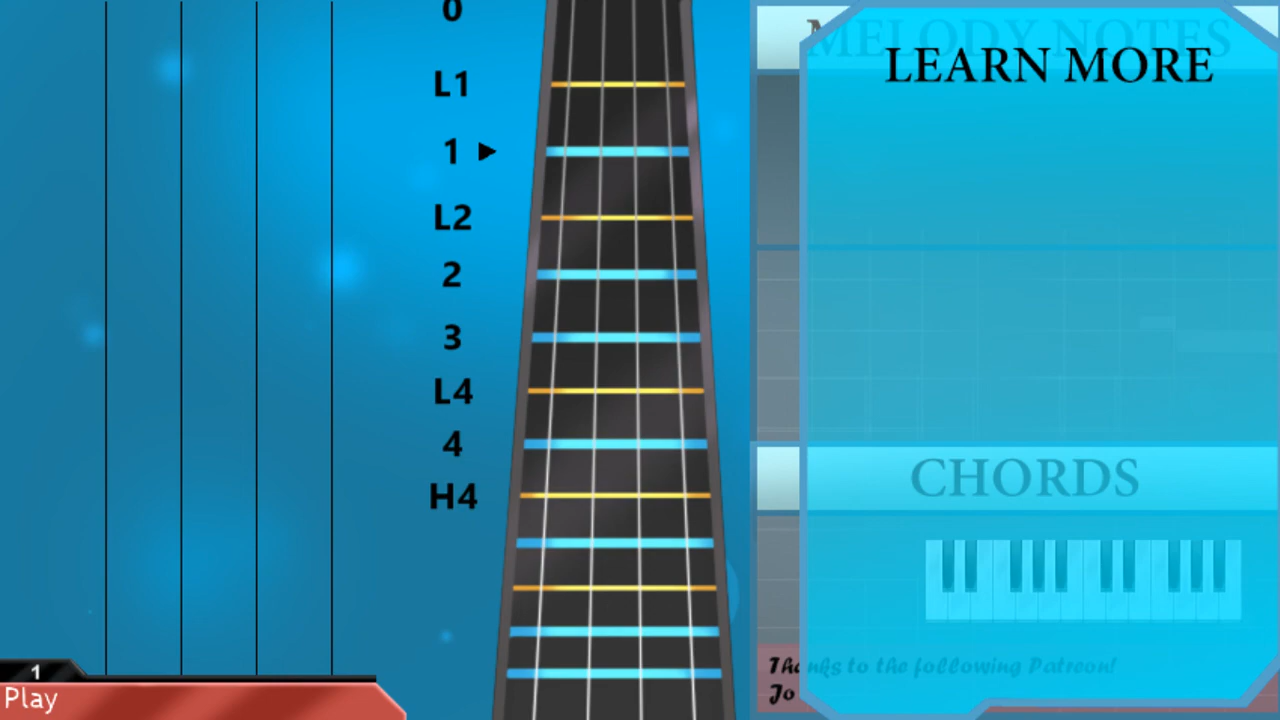 0
L1
1
L2
2
3
L4
4
H4
1
Play
MELODY NOTES
LEARN MORE
CHORDS
Thanks to the following Patreon!
Jo